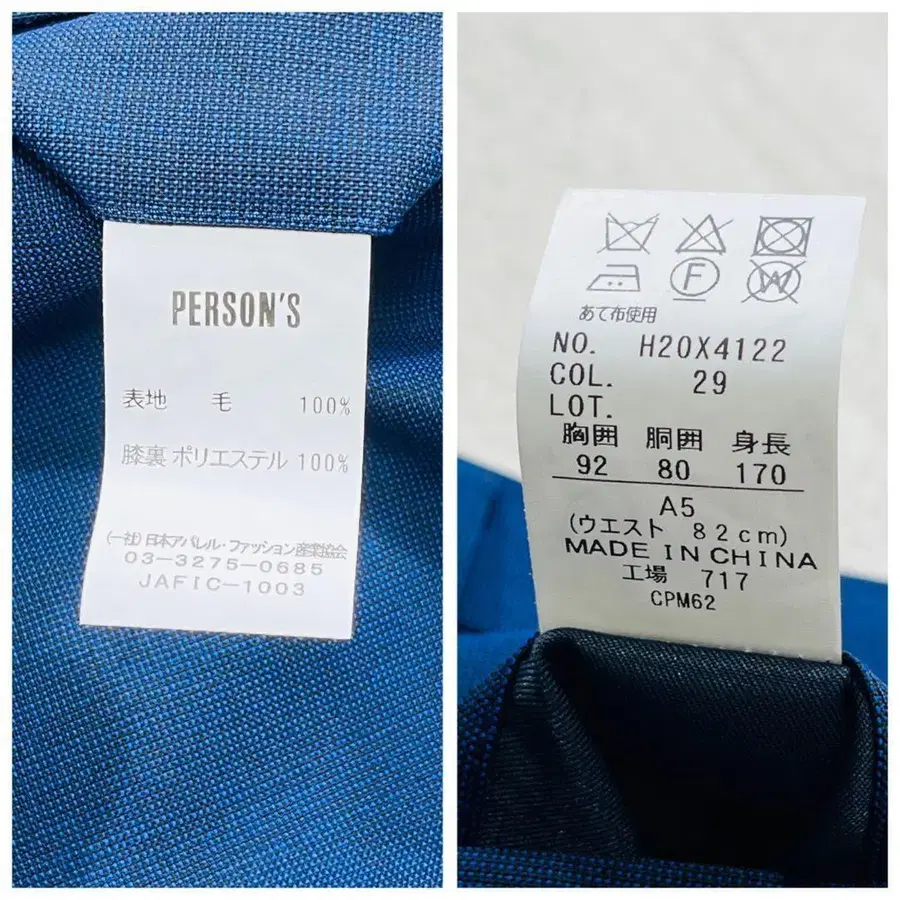 PERSON'S
表地 毛 100%
膝裏 ポリエステル 100%
(一社)日本アパレル・ファッション産業協会
03-3275-0685
JAFIC-1003
F W
あて布使用
NO. H20X4122
COL. 29
LOT.
胸囲 胴囲 身長
92 80 170
A5
(ウエスト 82cm)
MADE IN CHINA
工場 717
CPM62